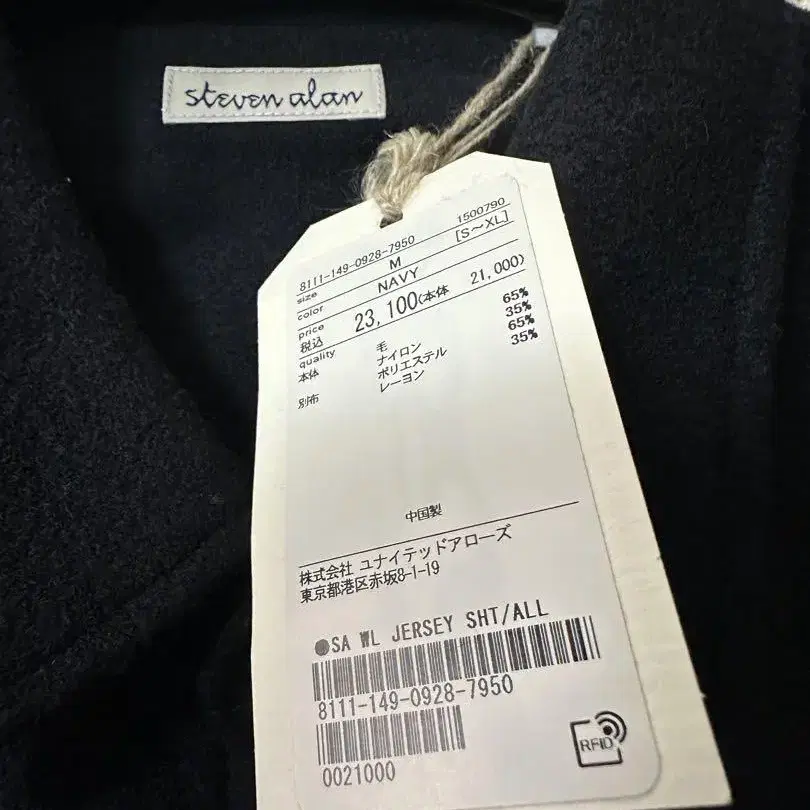 steven alan
8111-149-0928-7950 1500790
size M [S～XL]
color NAVY
price 税込 23,100(本体 21,000)
quality
本体 毛 65%
ナイロン 35%
別布 ポリエステル 65%
レーヨン 35%
中国製
株式会社 ユナイテッドアローズ
東京都港区赤坂8-1-19
●SA WL JERSEY SHT/ALL
8111-149-0928-7950
0021000
RFID